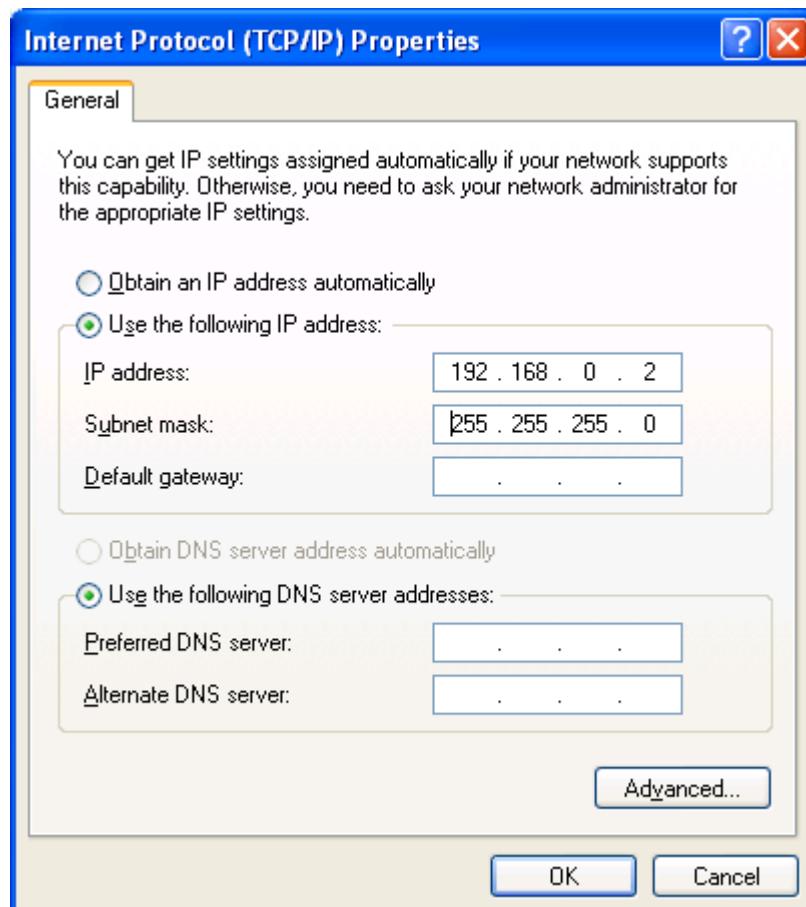 Internet Protocol (TCP/IP) Properties
General
You can get IP settings assigned automatically if your network supports
this capability. Otherwise, you need to ask your network administrator for
the appropriate IP settings.
Obtain an IP address automatically
Use the following IP address:
IP address: 192 . 168 . 0 . 2
Subnet mask: 255 . 255 . 255 . 0
Default gateway: . . .
Obtain DNS server address automatically
Use the following DNS server addresses:
Preferred DNS server: . . .
Alternate DNS server: . . .
Advanced...
OK Cancel